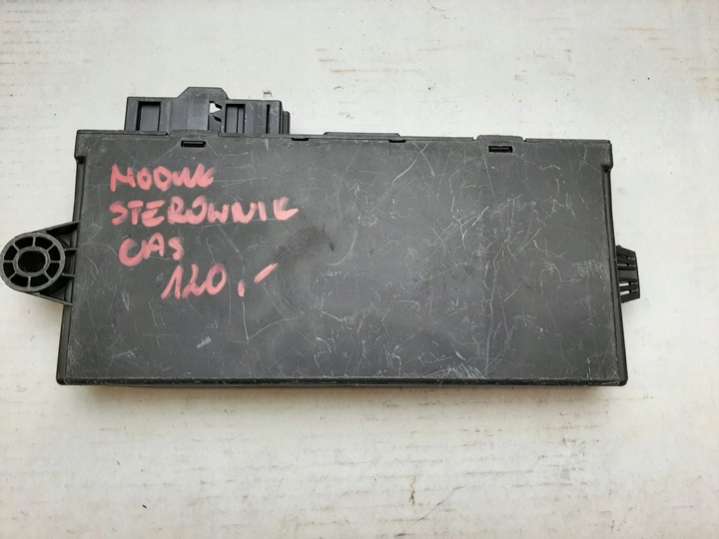 MODUŁ
STEROWNIK
CAS
120,-